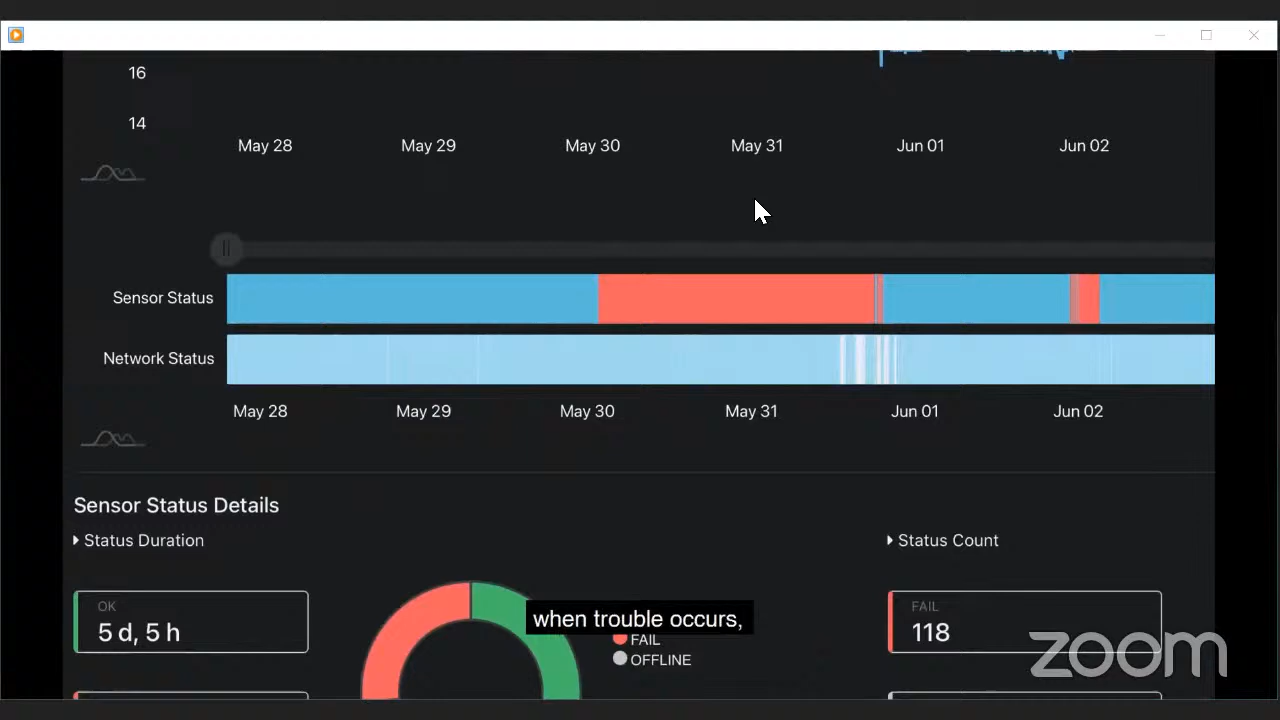 16
14
May 28 May 29 May 30 May 31 Jun 01 Jun 02
Sensor Status
Network Status
May 28 May 29 May 30 May 31 Jun 01 Jun 02
Sensor Status Details
Status Duration
Status Count
OK
5 d, 5 h
when trouble occurs,
FAIL
OFFLINE
FAIL
118
zoom